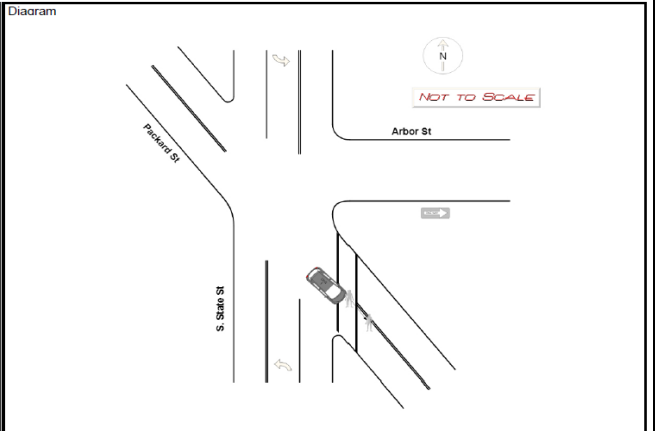 Diagram
N
NOT TO SCALE
Arbor St
Packard St
S. State St